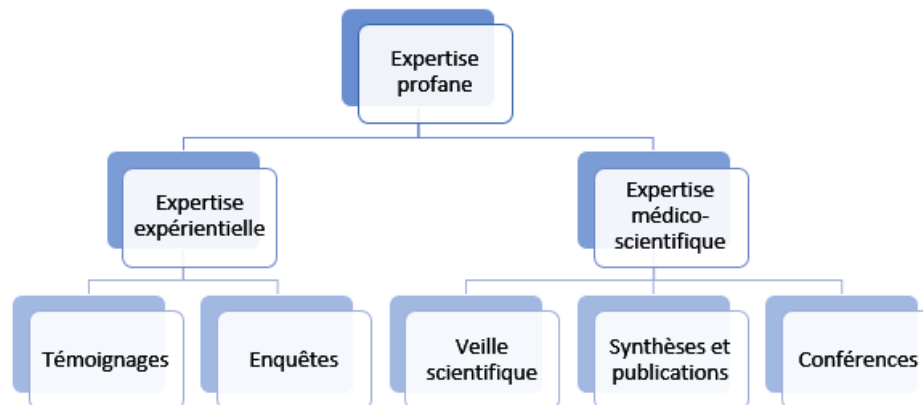 Expertise
profane
Expertise
expérientielle
Expertise
médico-
scientifique
Témoignages
Enquêtes
Veille
scientifique
Synthèses et
publications
Conférences